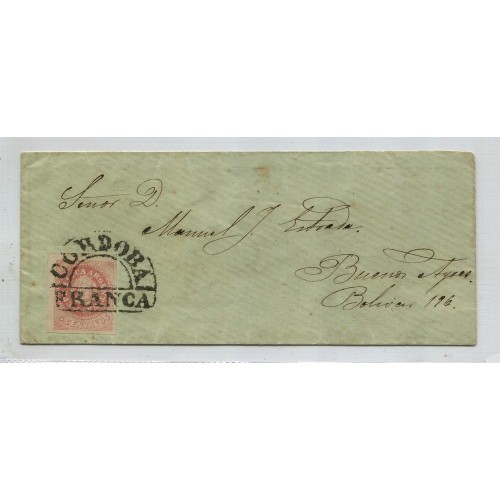 Señor D.
Manuel J. Estrada.
Buenos Ayres.
Bolivar 196.
CORDOBA
FRANCA